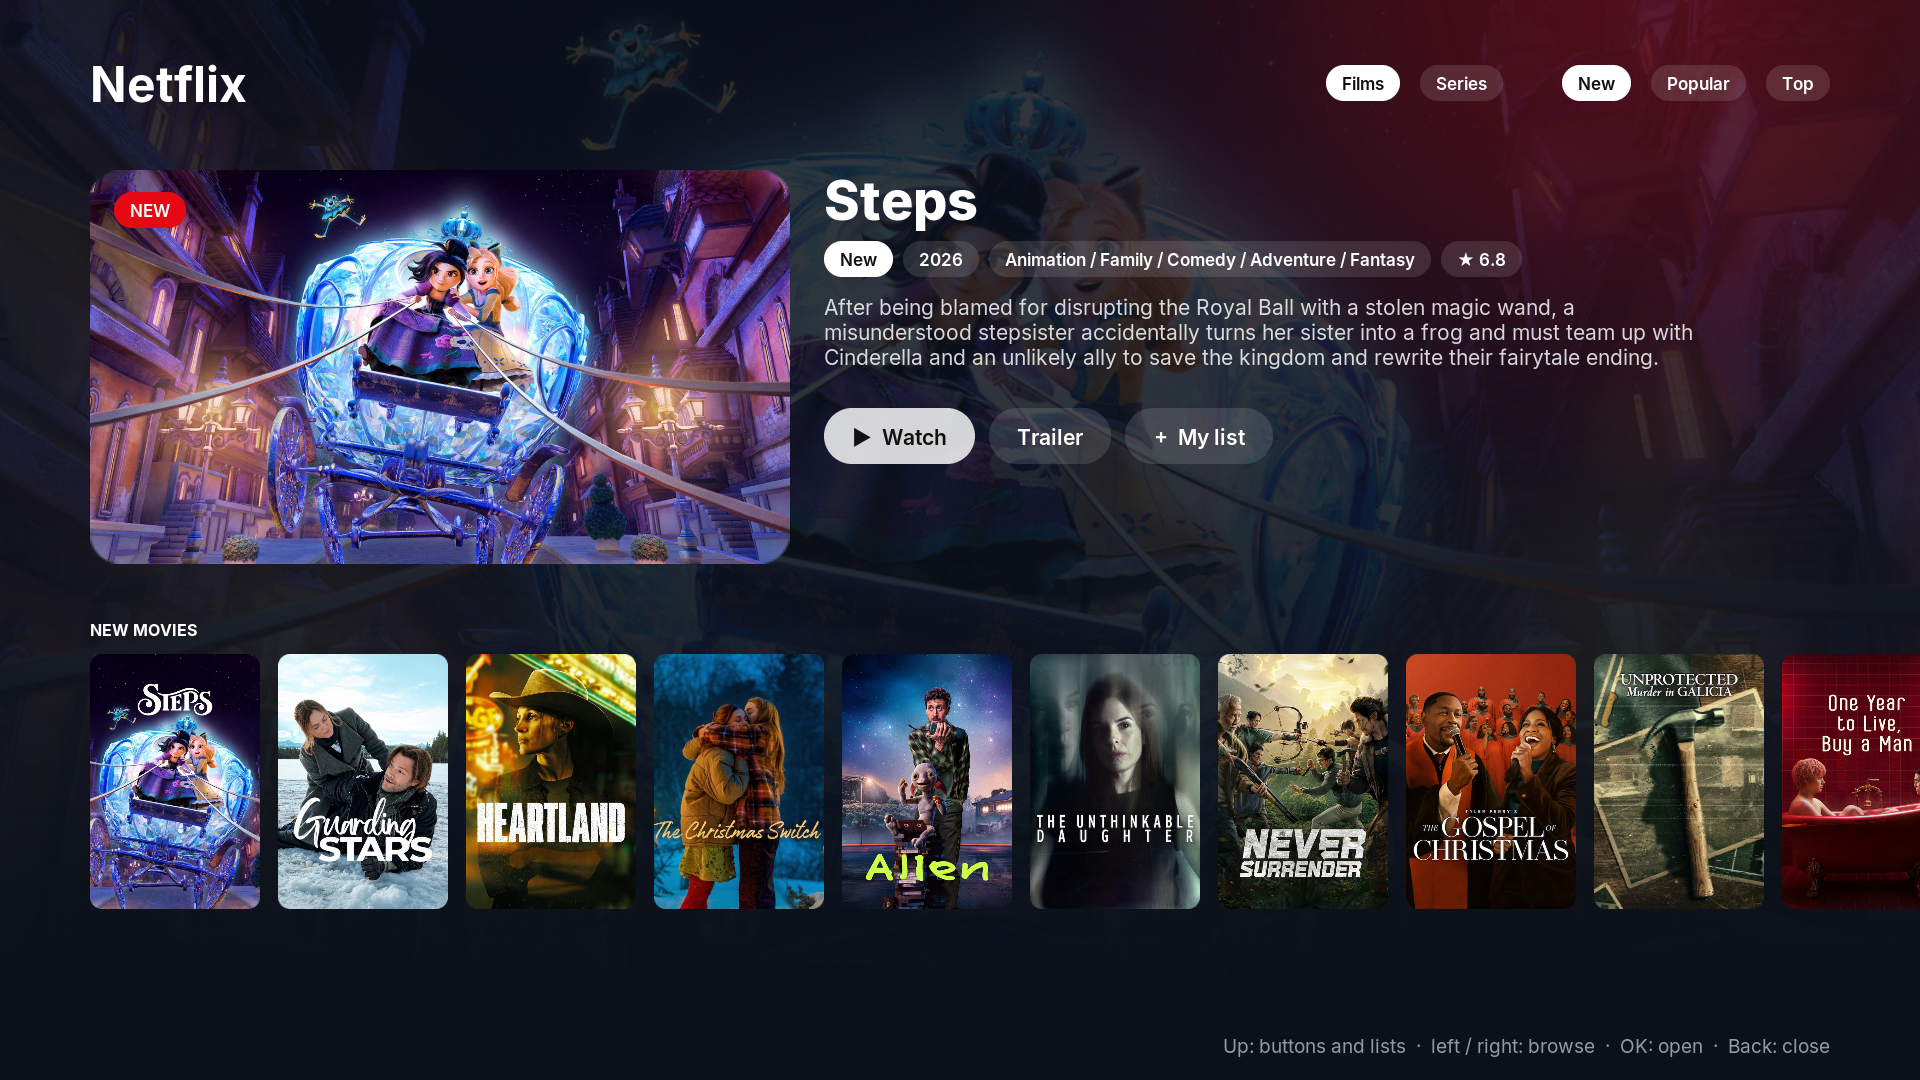 Netflix
Films Series New Popular Top
NEW
Steps
New 2026 Animation / Family / Comedy / Adventure / Fantasy ★ 6.8
After being blamed for disrupting the Royal Ball with a stolen magic wand, a
misunderstood stepsister accidentally turns her sister into a frog and must team up with
Cinderella and an unlikely ally to save the kingdom and rewrite their fairytale ending.
▶ Watch Trailer + My list
NEW MOVIES
STEPS
Guarding
STARS
HEARTLAND
The Christmas Switch
Alien
THE UNTHINKABLE
DAUGHTER
NEVER
SURRENDER
TYLER PERRY'S
THE GOSPEL OF
CHRISTMAS
UNPROTECTED
Murder in GALICIA
One Year
to Live,
Buy a Man
Up: buttons and lists · left / right: browse · OK: open · Back: close